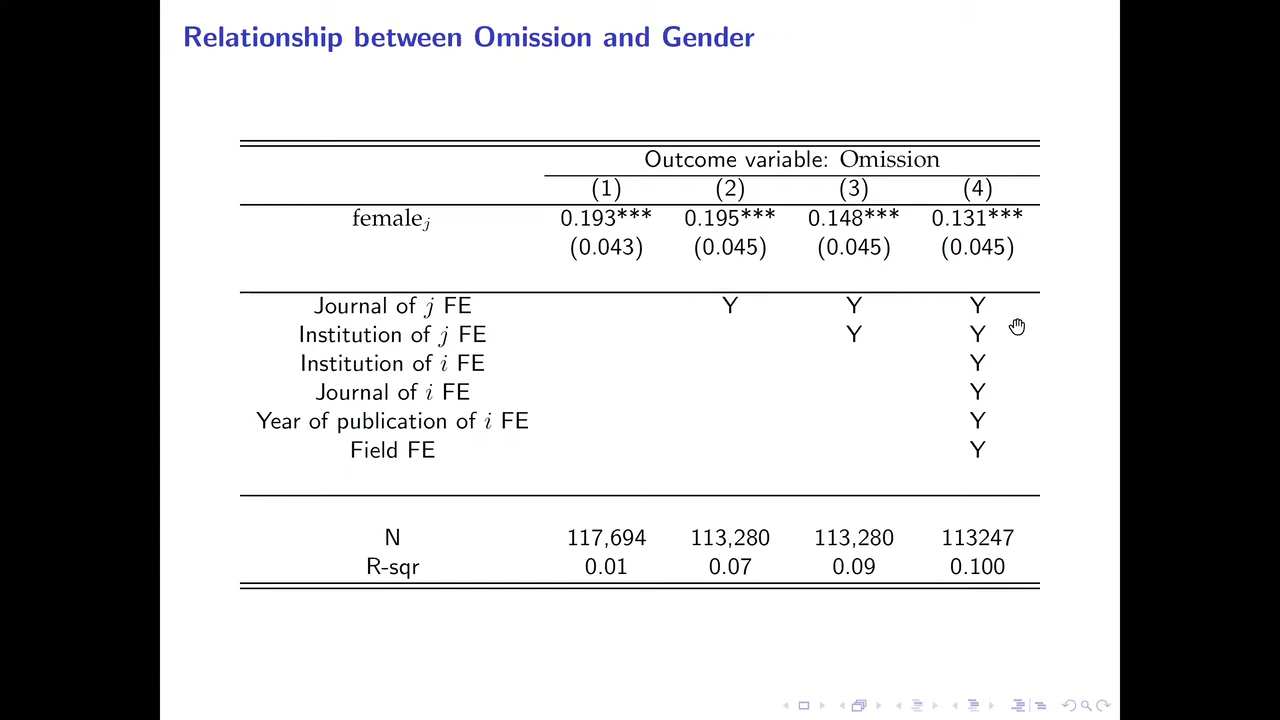 Relationship between Omission and Gender
Outcome variable: Omission
(1) (2) (3) (4)
female_j 0.193*** 0.195*** 0.148*** 0.131***
(0.043) (0.045) (0.045) (0.045)
Journal of j FE Y Y Y
Institution of j FE Y Y
Institution of i FE Y
Journal of i FE Y
Year of publication of i FE Y
Field FE Y
N 117,694 113,280 113,280 113247
R-sqr 0.01 0.07 0.09 0.100